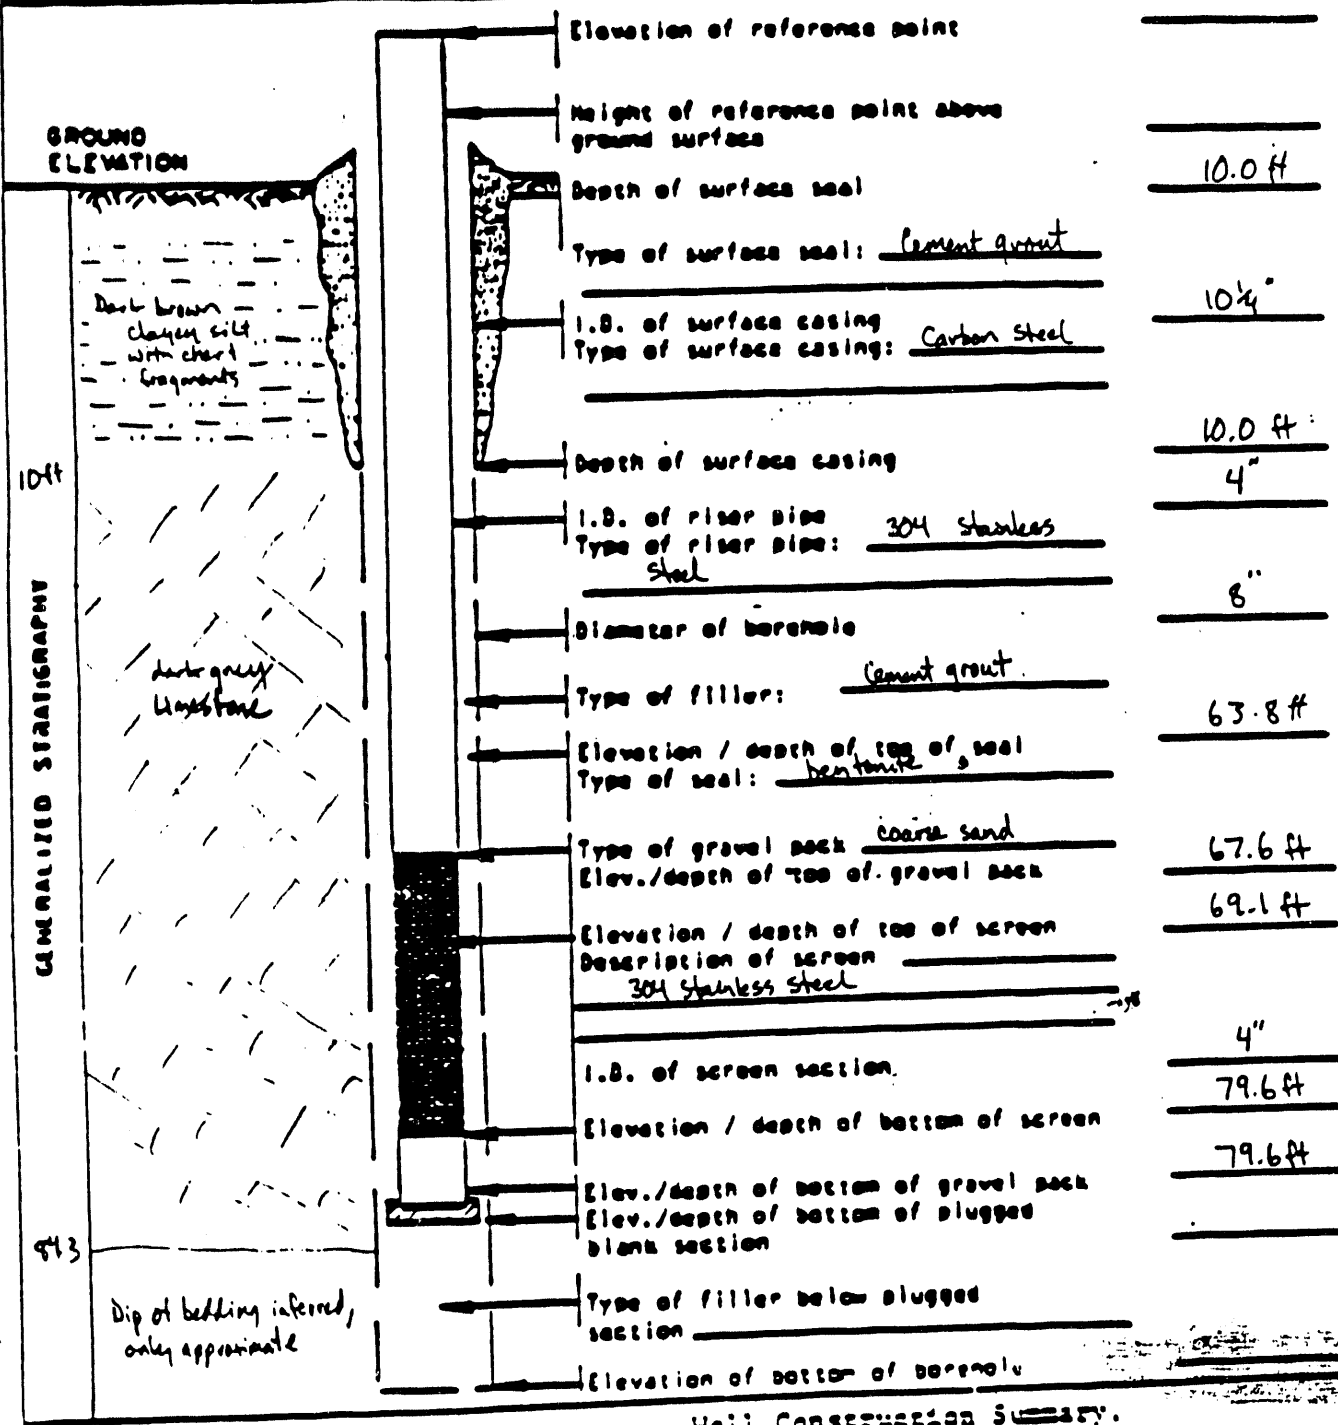 Elevation of reference point
Height of reference point above
ground surface
GROUND
ELEVATION
10.0 ft
Depth of surface seal
Type of surface seal: Cement grout
10 1/4"
I.D. of surface casing
Type of surface casing: Carbon Steel
Dark brown
clayey silt
with chert
fragments
10.0 ft
Depth of surface casing
10ft
4"
I.D. of riser pipe
Type of riser pipe: 304 Stainless
Steel
8"
Diameter of borehole
GENERALIZED STRATIGRAPHY
dark grey
limestone
Type of filler: Cement grout
63.8 ft
Elevation / depth of top of seal
Type of seal: bentonite
Type of gravel pack coarse sand
67.6 ft
Elev./depth of top of gravel pack
69.1 ft
Elevation / depth of top of screen
Description of screen
304 Stainless Steel
4"
I.D. of screen section
79.6 ft
Elevation / depth of bottom of screen
79.6 ft
Elev./depth of bottom of gravel pack
Elev./depth of bottom of plugged
blank section
84.3
Dip of bedding inferred,
only approximate
Type of filler below plugged
section
Elevation of bottom of borehole
Well Construction Summary.